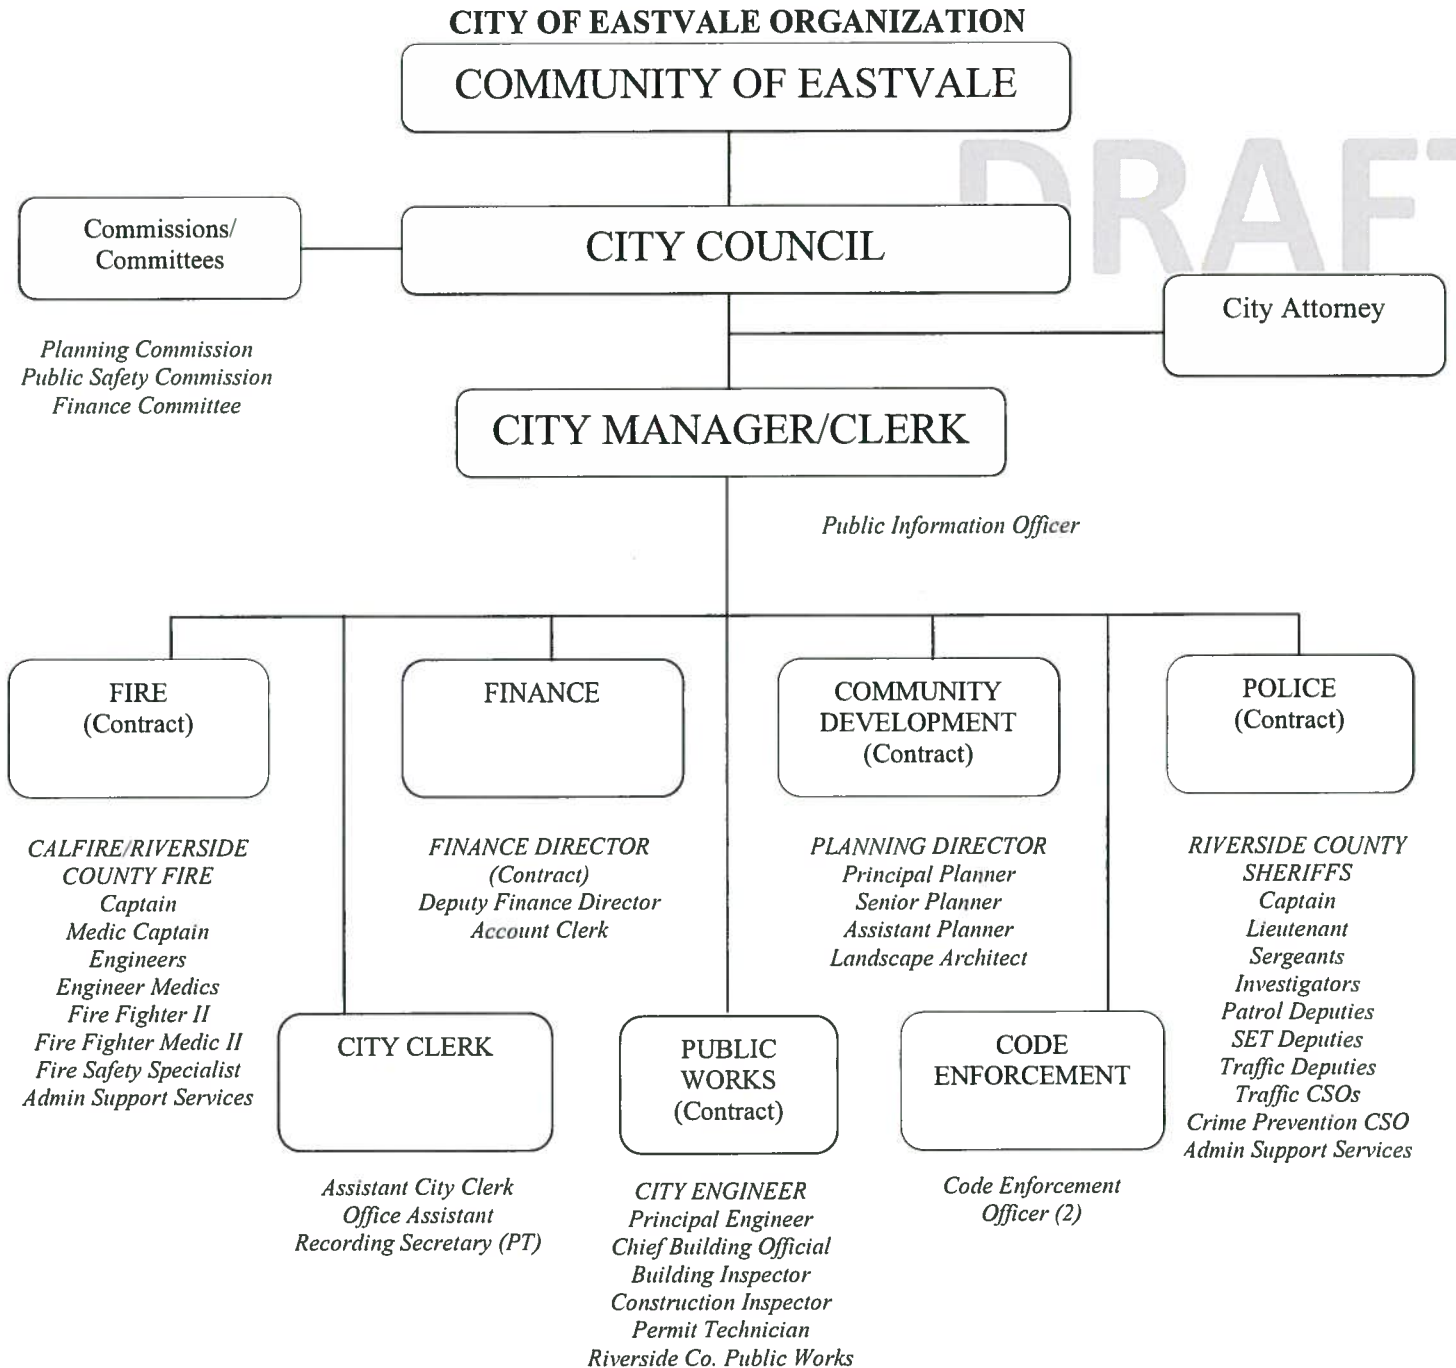 CITY OF EASTVALE ORGANIZATION
COMMUNITY OF EASTVALE
DRAFT
Commissions/
Committees
CITY COUNCIL
City Attorney
Planning Commission
Public Safety Commission
Finance Committee
CITY MANAGER/CLERK
Public Information Officer
FIRE
(Contract)
FINANCE
COMMUNITY
DEVELOPMENT
(Contract)
POLICE
(Contract)
CALFIRE/RIVERSIDE
COUNTY FIRE
Captain
Medic Captain
Engineers
Engineer Medics
Fire Fighter II
Fire Fighter Medic II
Fire Safety Specialist
Admin Support Services
FINANCE DIRECTOR
(Contract)
Deputy Finance Director
Account Clerk
PLANNING DIRECTOR
Principal Planner
Senior Planner
Assistant Planner
Landscape Architect
RIVERSIDE COUNTY
SHERIFFS
Captain
Lieutenant
Sergeants
Investigators
Patrol Deputies
SET Deputies
Traffic Deputies
Traffic CSOs
Crime Prevention CSO
Admin Support Services
CITY CLERK
PUBLIC
WORKS
(Contract)
CODE
ENFORCEMENT
Assistant City Clerk
Office Assistant
Recording Secretary (PT)
CITY ENGINEER
Principal Engineer
Chief Building Official
Building Inspector
Construction Inspector
Permit Technician
Riverside Co. Public Works
Code Enforcement
Officer (2)